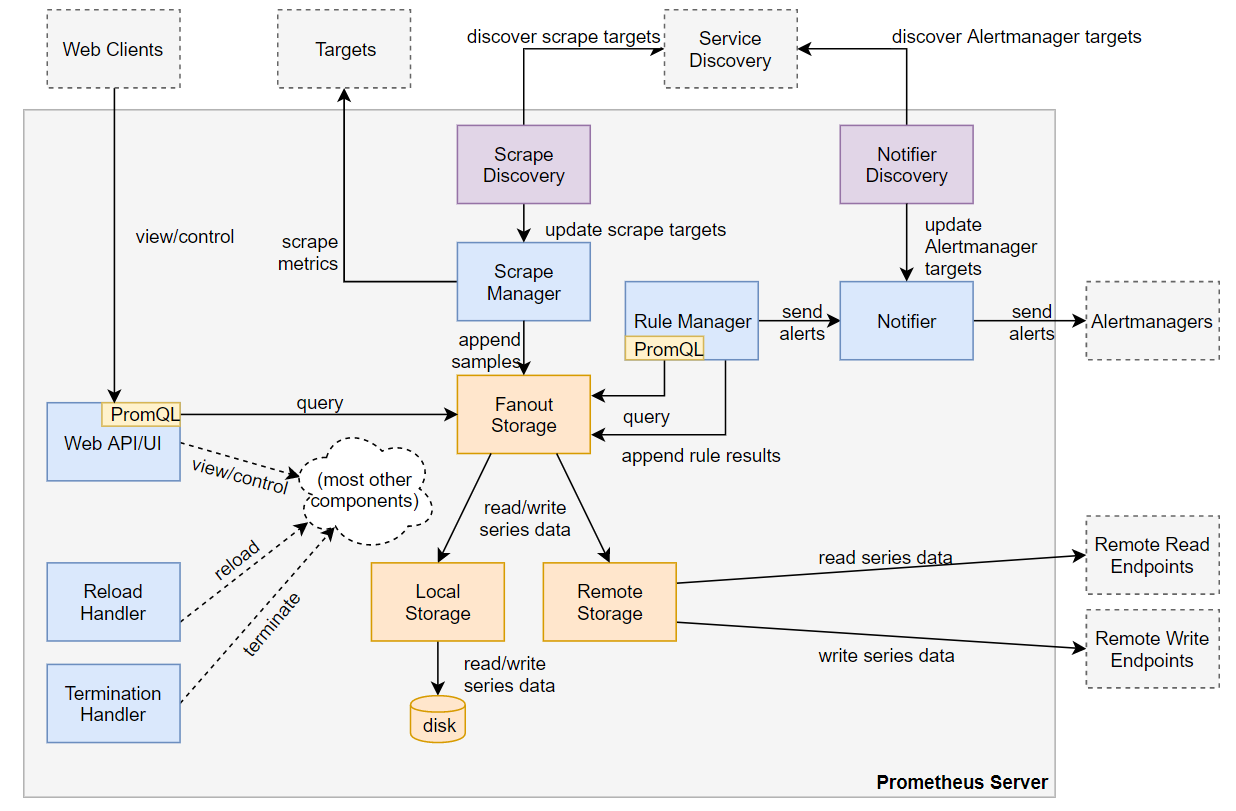 Web Clients
Targets
discover scrape targets
Service
Discovery
discover Alertmanager targets
Scrape
Discovery
Notifier
Discovery
view/control
scrape
metrics
update scrape targets
update
Alertmanager
targets
Scrape
Manager
Rule Manager
PromQL
send
alerts
Notifier
send
alerts
Alertmanagers
append
samples
PromQL
Web API/UI
query
Fanout
Storage
query
append rule results
view/control
(most other
components)
read/write
series data
reload
Reload
Handler
Local
Storage
Remote
Storage
read series data
Remote Read
Endpoints
terminate
write series data
Remote Write
Endpoints
Termination
Handler
read/write
series data
disk
Prometheus Server